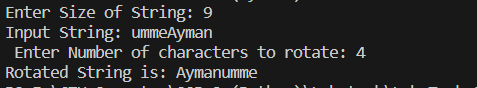 Enter Size of String: 9
Input String: ummeAyman
 Enter Number of characters to rotate: 4
Rotated String is: Aymanumme